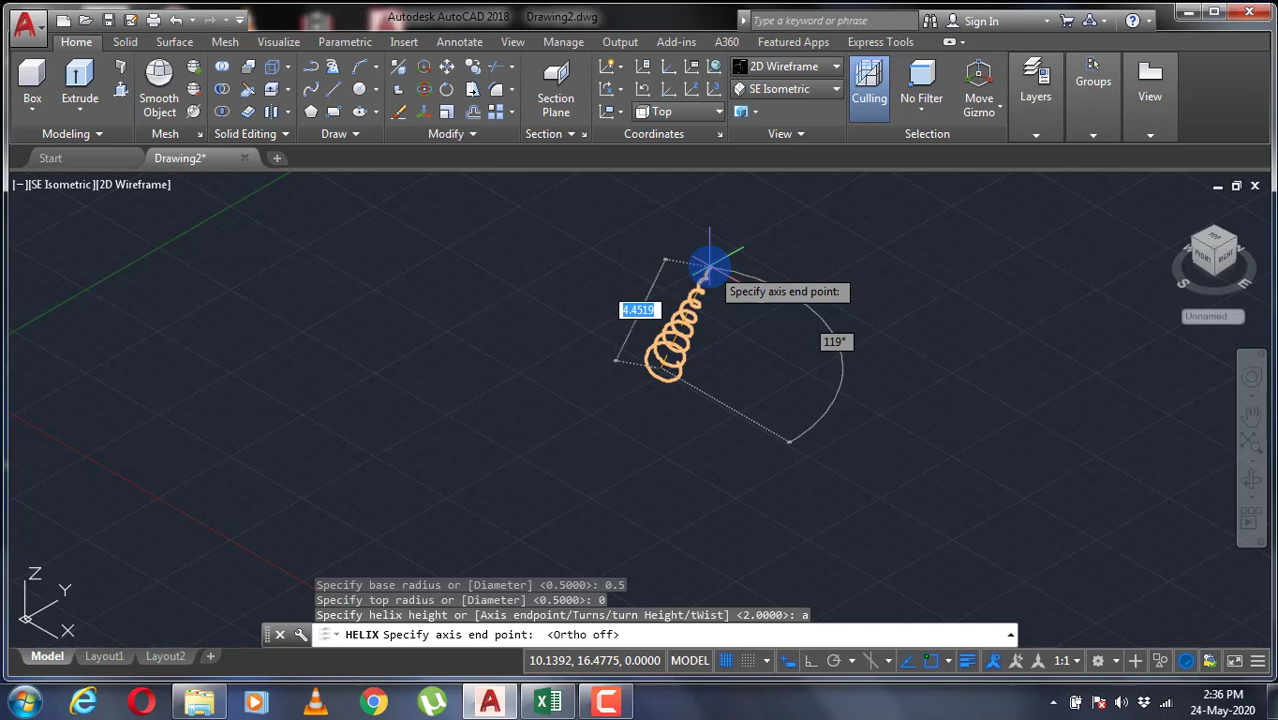 Autodesk AutoCAD 2018 Drawing2.dwg
Type a keyword or phrase
Sign In
Home Solid Surface Mesh Visualize Parametric Insert Annotate View Manage Output Add-ins A360 Featured Apps Express Tools
2D Wireframe
SE Isometric
Top
Box
Extrude
Smooth
Object
Section
Plane
Culling
No Filter
Move
Gizmo
Layers
Groups
View
Modeling
Mesh
Solid Editing
Draw
Modify
Section
Coordinates
View
Selection
Start
Drawing2*
[−][SE Isometric][2D Wireframe]
TOP
FRONT
RIGHT
W
S
E
Unnamed
Specify axis end point:
4.4519
119°
Z
Y
X
Specify base radius or [Diameter] <0.5000>: 0.5
Specify top radius or [Diameter] <0.5000>: 0
Specify helix height or [Axis endpoint/Turns/turn Height/tWist] <2.0000>: a
HELIX Specify axis end point: <Ortho off>
Model Layout1 Layout2
10.1392, 16.4775, 0.0000 MODEL
1:1
2:36 PM
24-May-2020